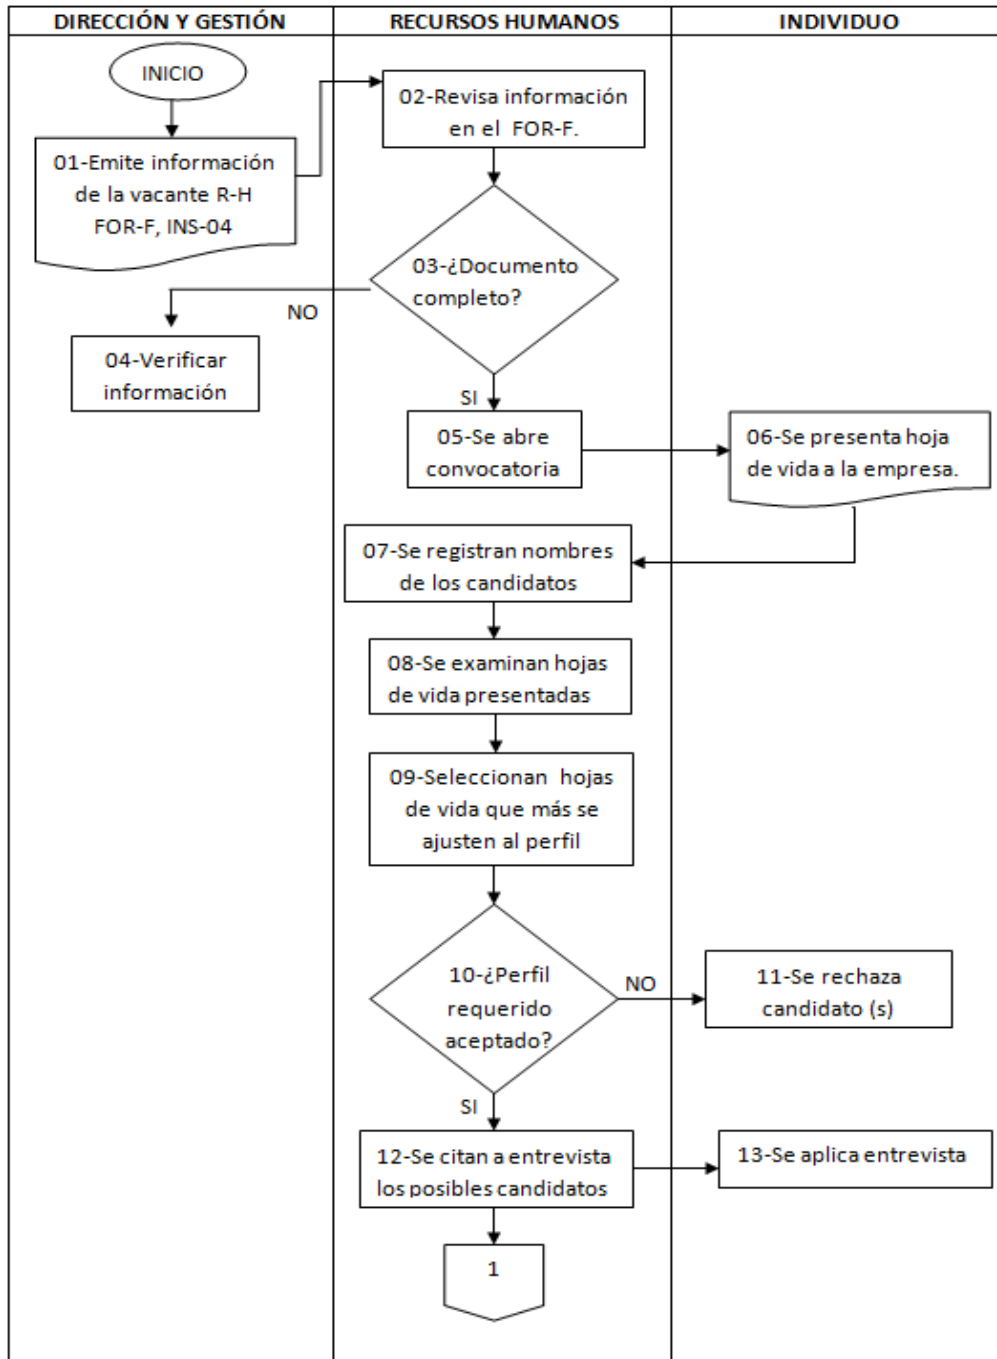 DIRECCIÓN Y GESTIÓN
RECURSOS HUMANOS
INDIVIDUO
INICIO
01-Emite información
de la vacante R-H
FOR-F, INS-04
02-Revisa información
en el FOR-F.
03-¿Documento
completo?
NO
04-Verificar
información
SI
05-Se abre
convocatoria
06-Se presenta hoja
de vida a la empresa.
07-Se registran nombres
de los candidatos
08-Se examinan hojas
de vida presentadas
09-Seleccionan hojas
de vida que más se
ajusten al perfil
10-¿Perfil
requerido
aceptado?
NO
11-Se rechaza
candidato (s)
SI
12-Se citan a entrevista
los posibles candidatos
13-Se aplica entrevista
1